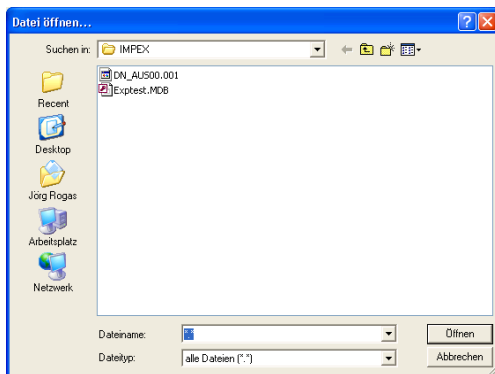 Datei öffnen...
Suchen in: IMPEX
DN_AUS00.001
Exptest.MDB
Recent
Desktop
Jörg Rogas
Arbeitsplatz
Netzwerk
Dateiname: *.*
Öffnen
Dateityp: alle Dateien (*.*)
Abbrechen